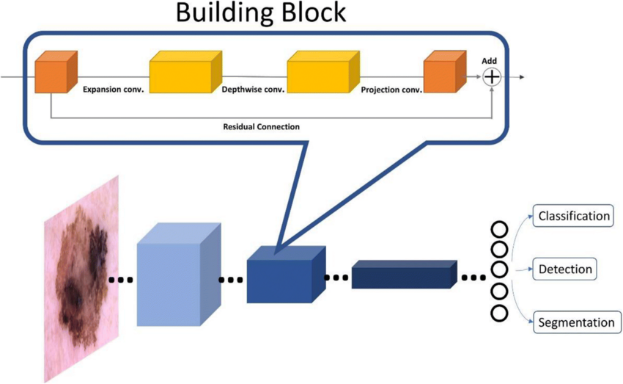 Building Block
Add
Expansion conv.
Depthwise conv.
Projection conv.
Residual Connection
Classification
Detection
Segmentation